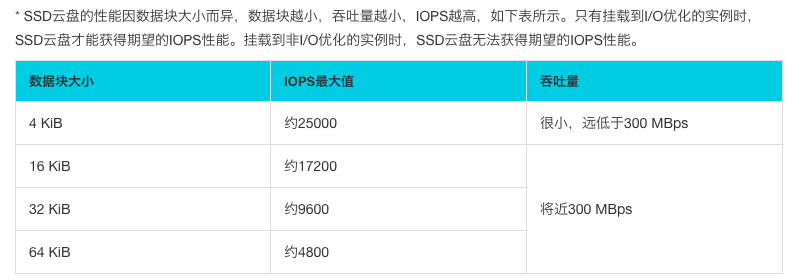 * SSD云盘的性能因数据块大小而异，数据块越小，吞吐量越小，IOPS越高，如下表所示。只有挂载到I/O优化的实例时，
SSD云盘才能获得期望的IOPS性能。挂载到非I/O优化的实例时，SSD云盘无法获得期望的IOPS性能。
数据块大小 IOPS最大值 吞吐量
4 KiB 约25000 很小，远低于300 MBps
16 KiB 约17200
32 KiB 约9600 将近300 MBps
64 KiB 约4800